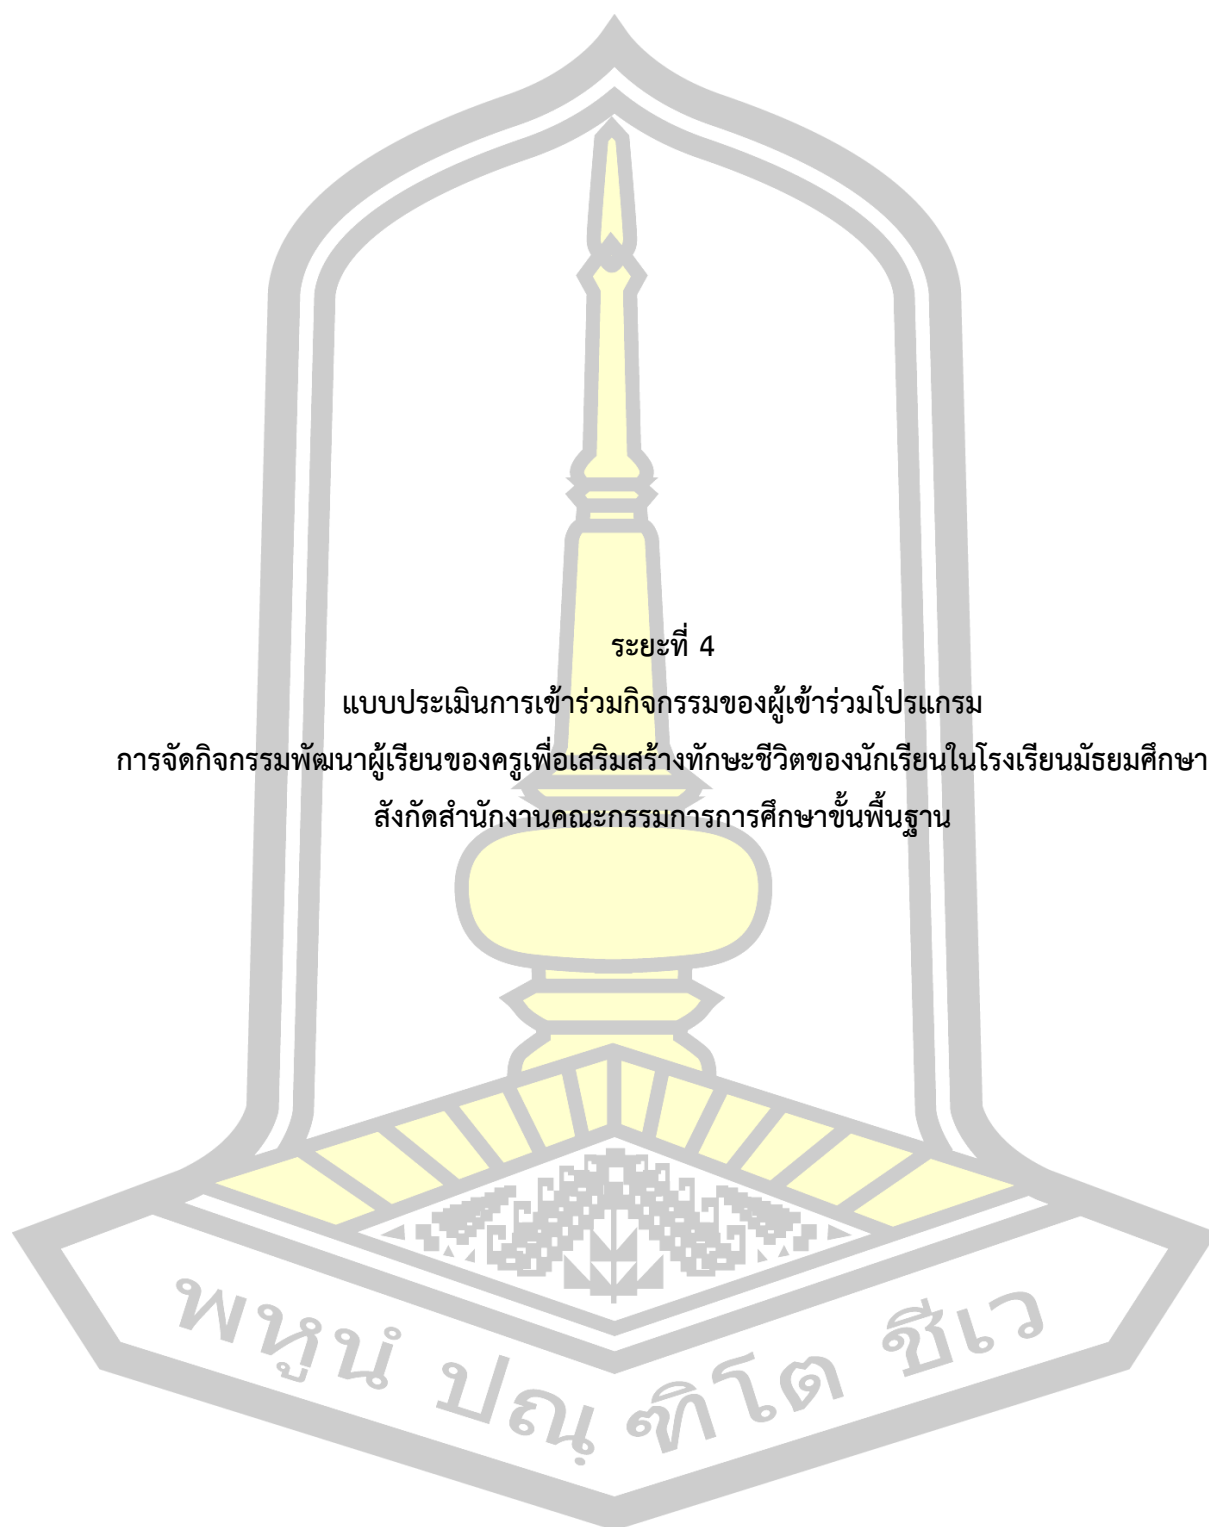 ระยะที่ 4
แบบประเมินการเข้าร่วมกิจกรรมของผู้เข้าร่วมโปรแกรม
การจัดกิจกรรมพัฒนาผู้เรียนของครูเพื่อเสริมสร้างทักษะชีวิตของนักเรียนในโรงเรียนมัธยมศึกษา
สังกัดสำนักงานคณะกรรมการการศึกษาขั้นพื้นฐาน
พหูนํ ปณฺฑิโต ชีเว